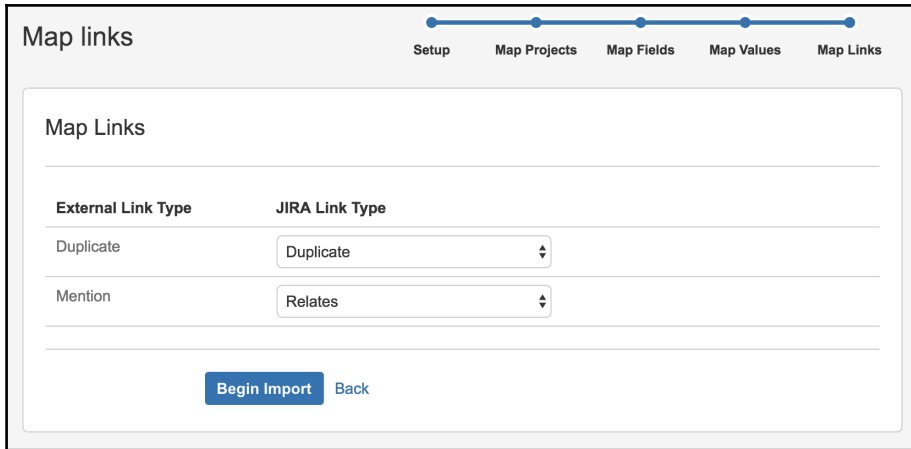 Map links
Setup Map Projects Map Fields Map Values Map Links
Map Links
External Link Type JIRA Link Type
Duplicate Duplicate
Mention Relates
Begin Import Back